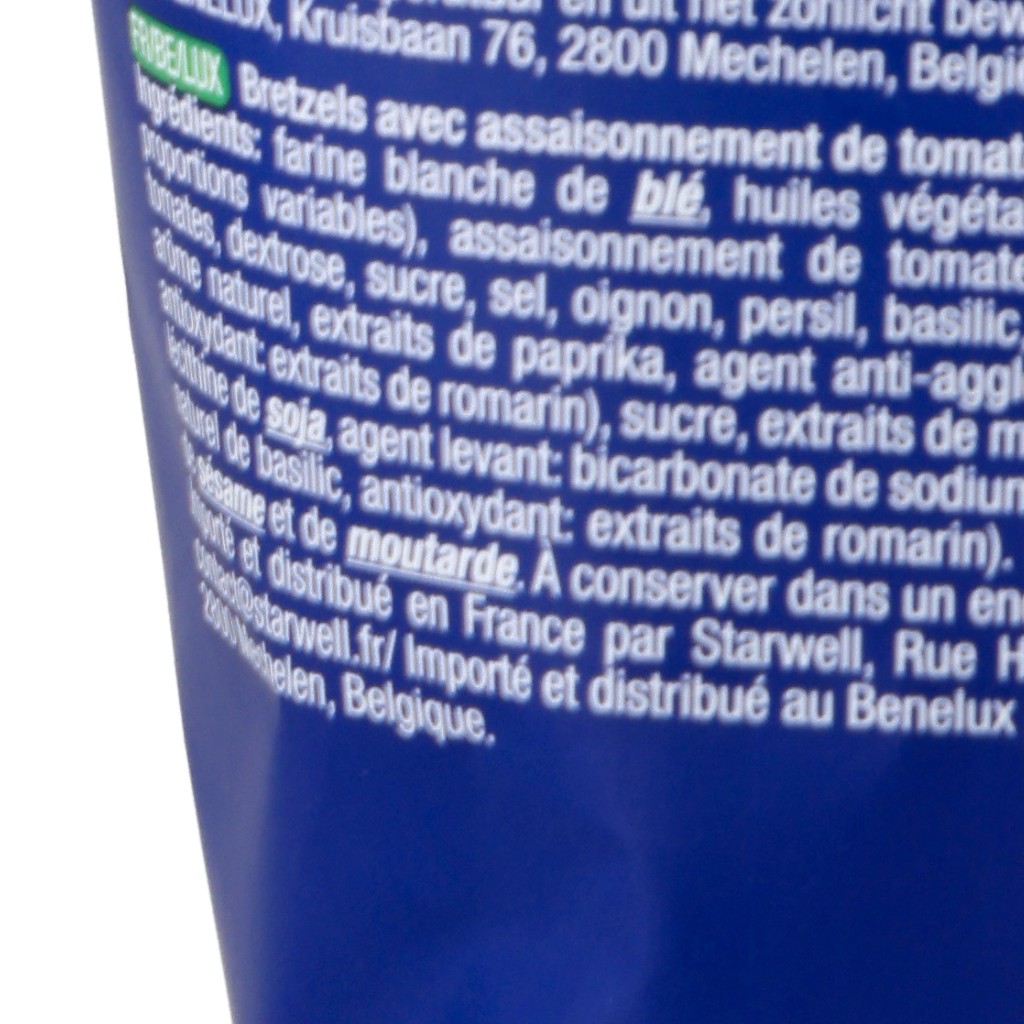 en uit het zonlicht
BENELUX, Kruisbaan 76, 2800 Mechelen, Belgi
FR/BE/LUX Bretzels avec assaisonnement de tomat
Ingrédients: farine blanche de blé, huiles végéta
proportions variables), assaisonnement de tomate
tomates, dextrose, sucre, sel, oignon, persil, basilic,
arôme naturel, extraits de paprika, agent anti-aggl
antioxydant: extraits de romarin), sucre, extraits de m
lécithine de soja, agent levant: bicarbonate de sodiu
naturel de basilic, antioxydant: extraits de romarin).
sésame et de moutarde. À conserver dans un en
Importé et distribué en France par Starwell, Rue H
contact@starwell.fr/ Importé et distribué au Benelux
2800 Mechelen, Belgique.